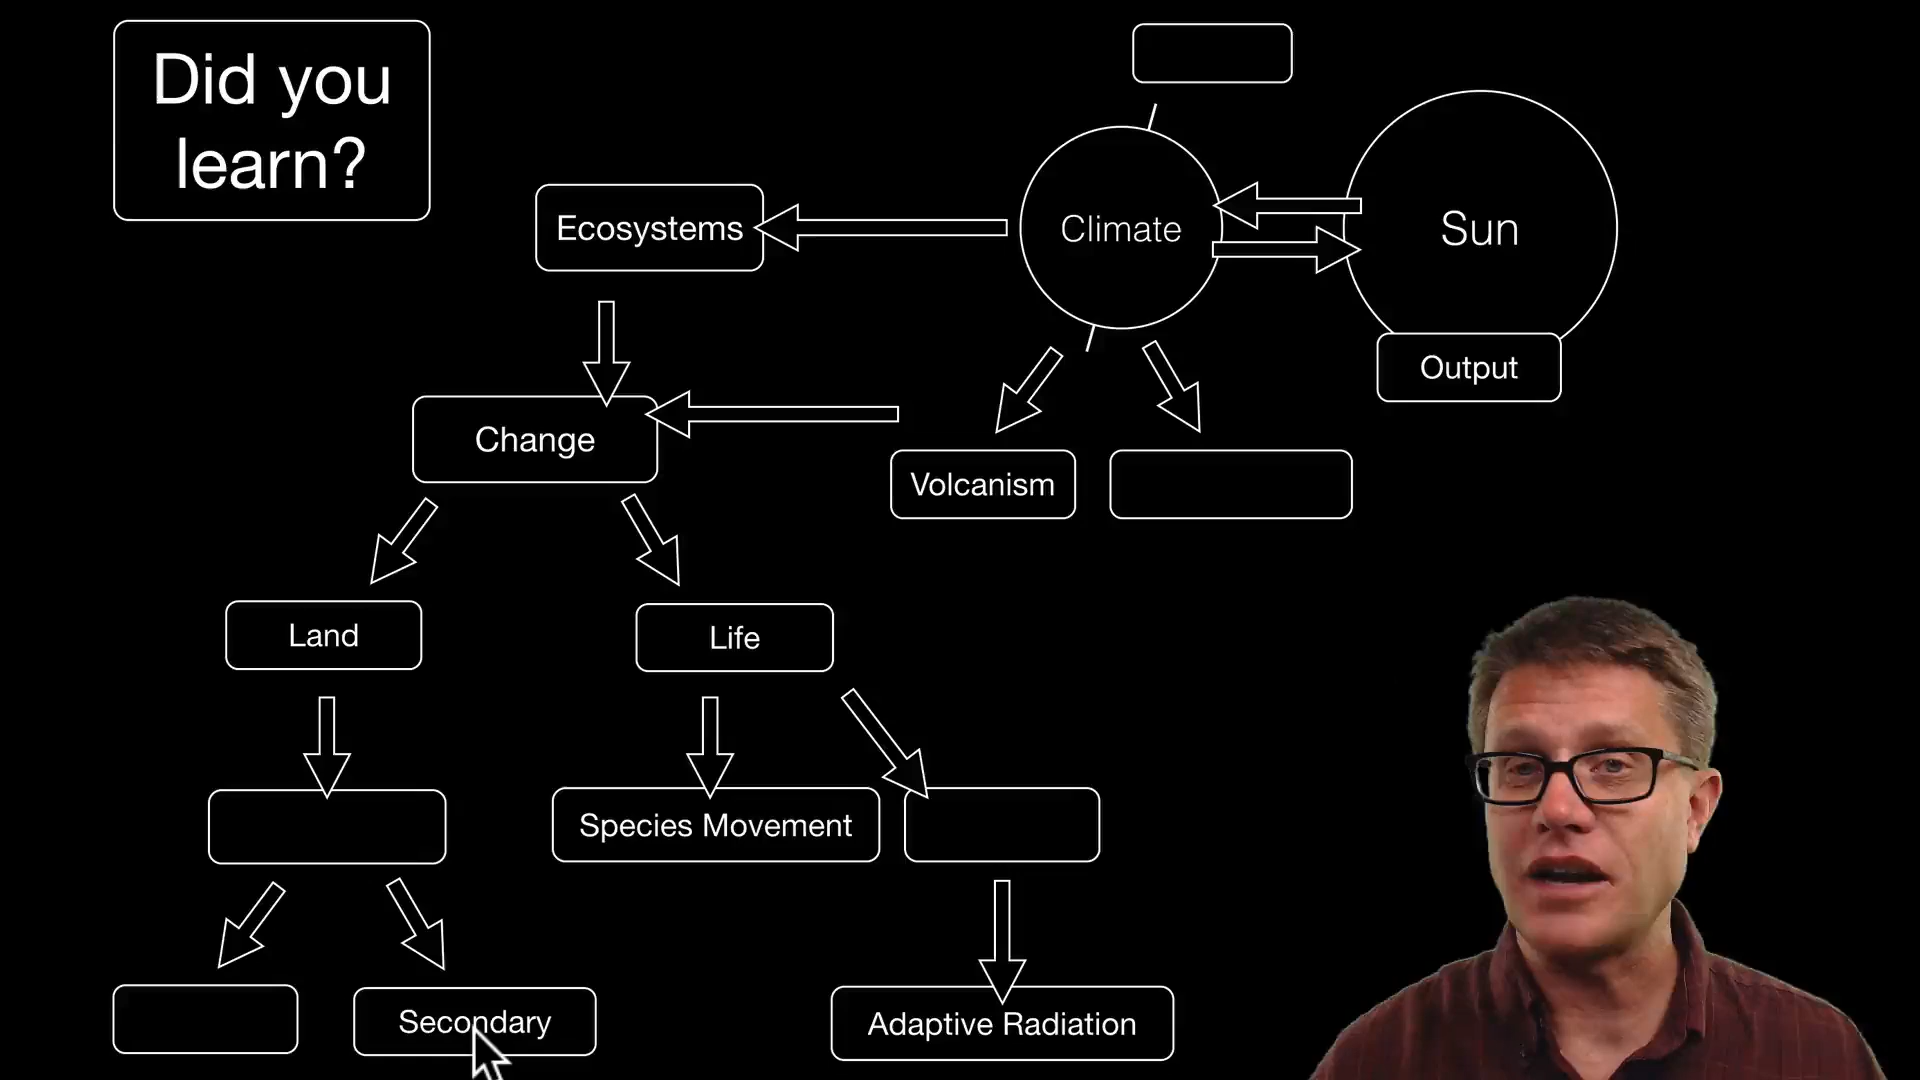 Did you
learn?
Ecosystems
Climate
Sun
Output
Change
Volcanism
Land
Life
Species Movement
Secondary
Adaptive Radiation